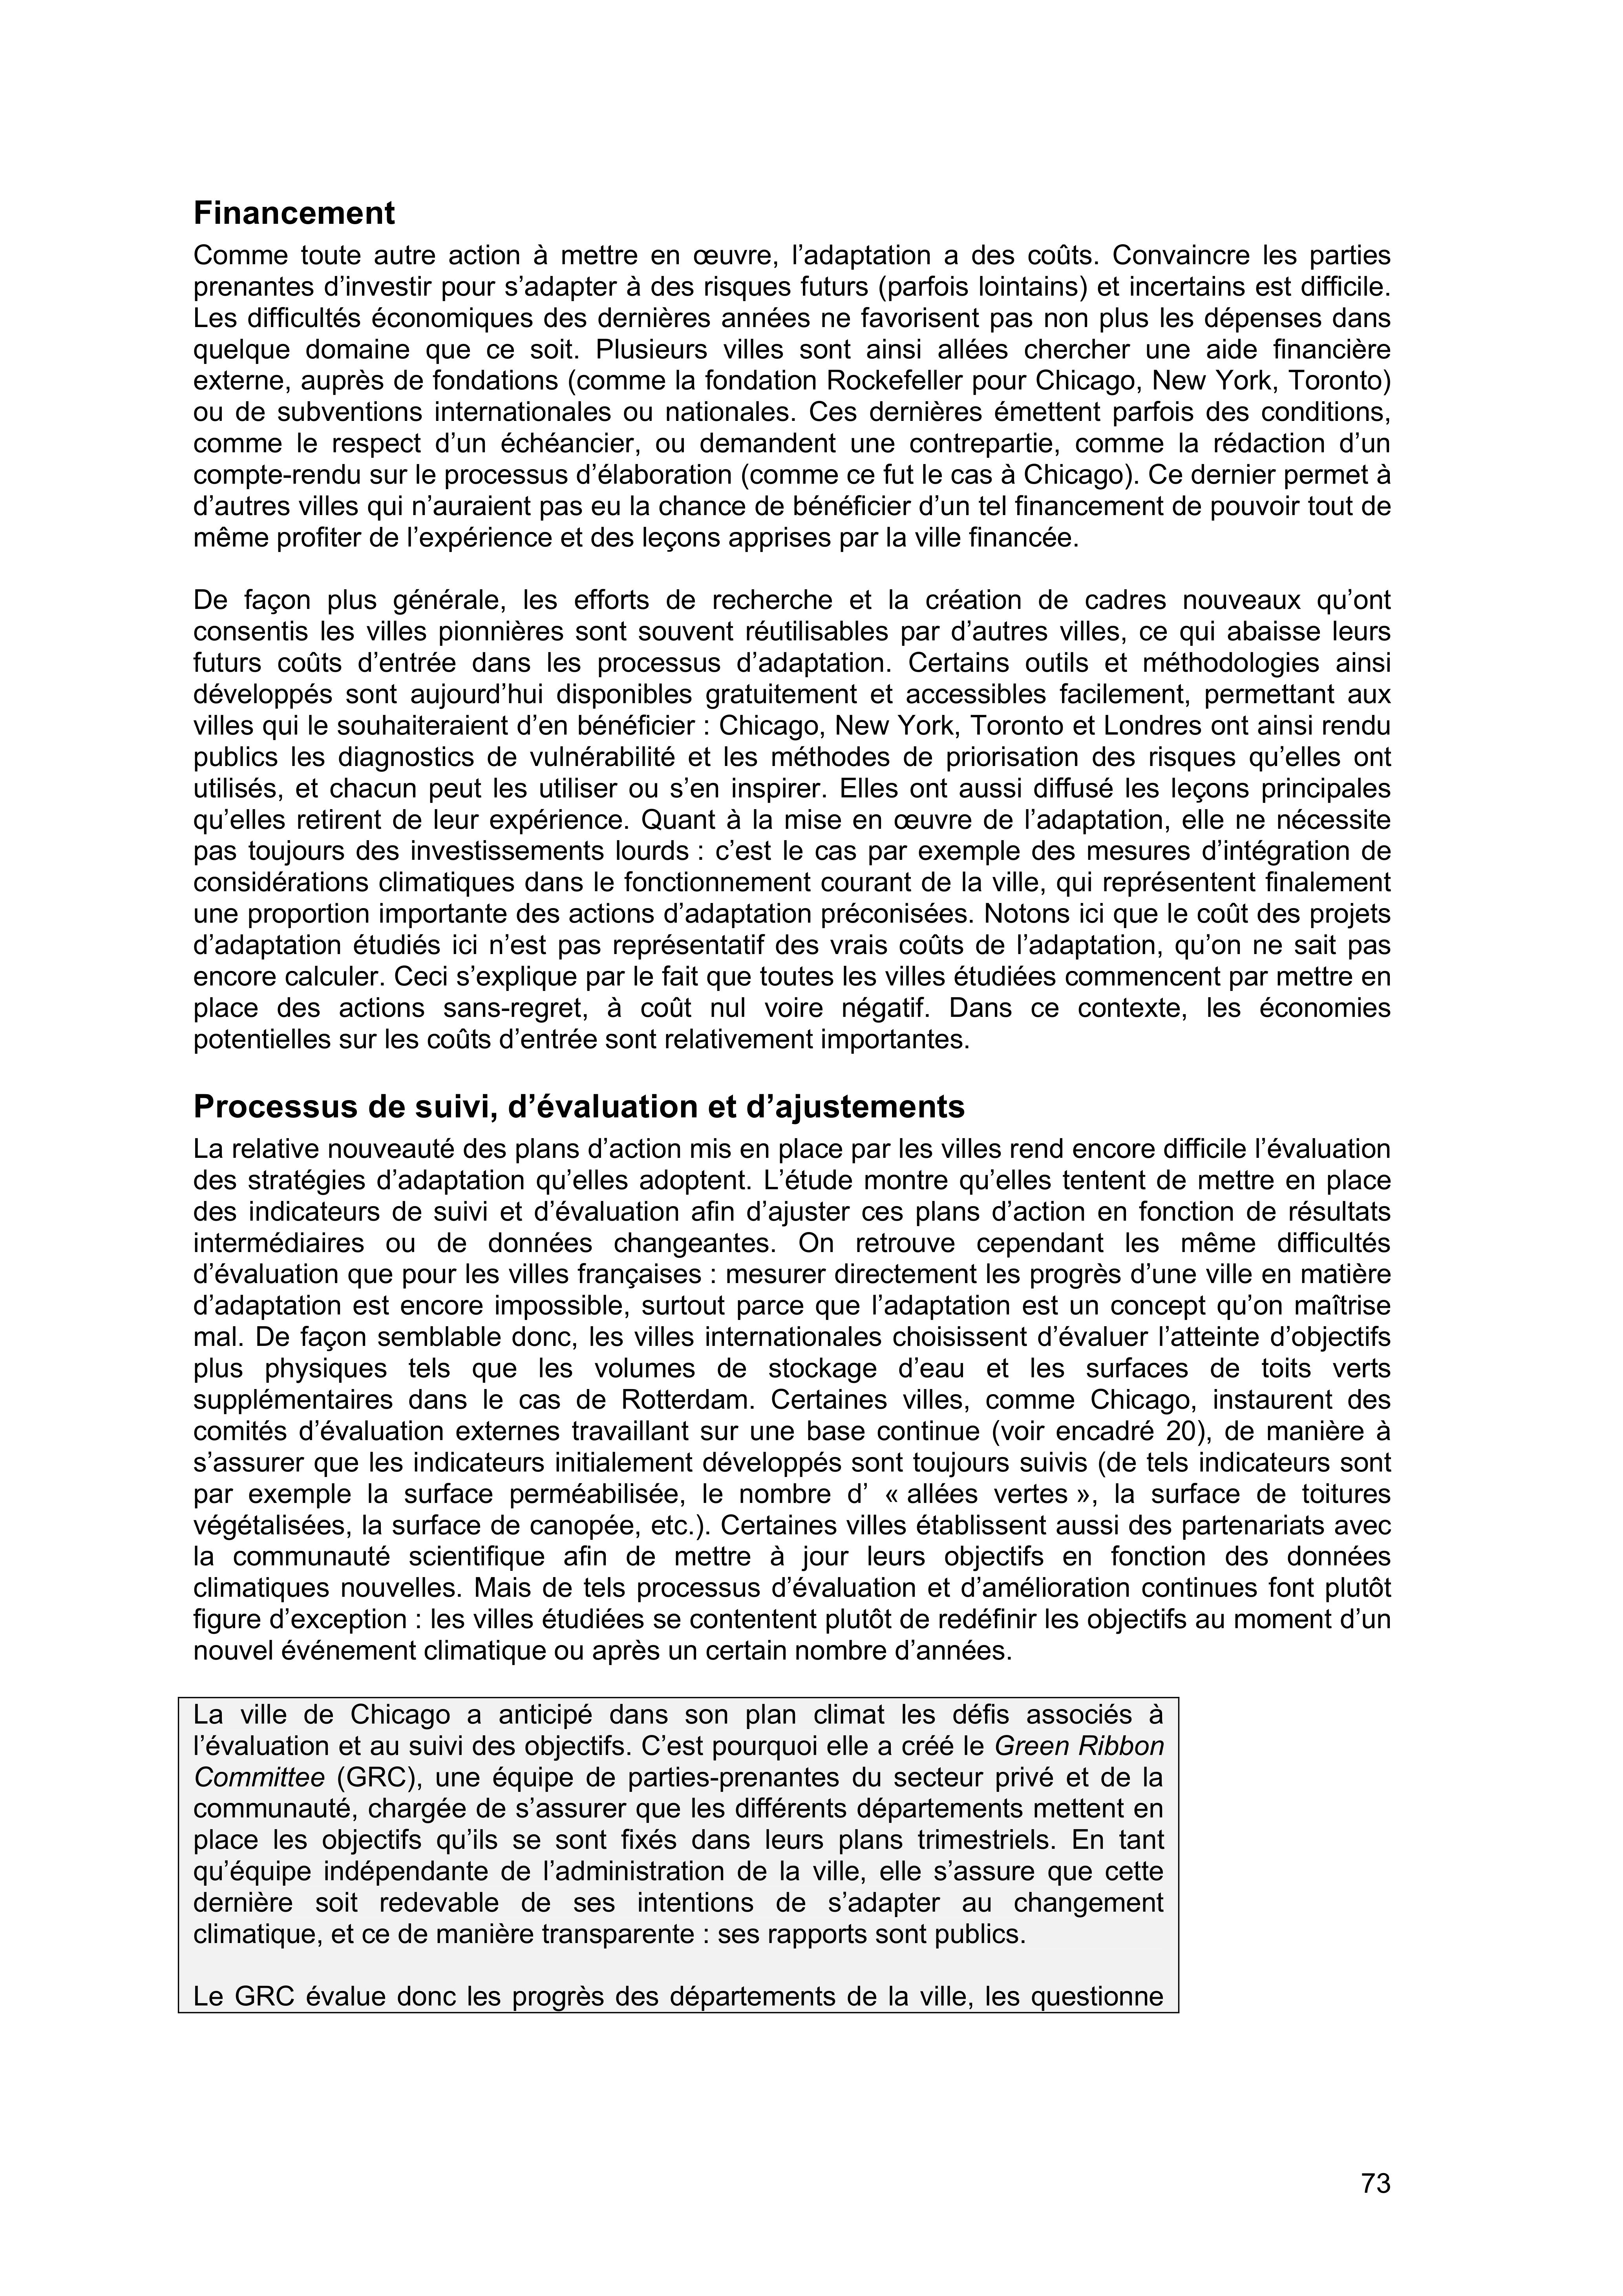 Financement
Comme toute autre action à mettre en œuvre, l’adaptation a des coûts. Convaincre les parties
prenantes d’investir pour s’adapter à des risques futurs (parfois lointains) et incertains est difficile.
Les difficultés économiques des dernières années ne favorisent pas non plus les dépenses dans
quelque domaine que ce soit. Plusieurs villes sont ainsi allées chercher une aide financière
externe, auprès de fondations (comme la fondation Rockefeller pour Chicago, New York, Toronto)
ou de subventions internationales ou nationales. Ces dernières émettent parfois des conditions,
comme le respect d’un échéancier, ou demandent une contrepartie, comme la rédaction d’un
compte-rendu sur le processus d’élaboration (comme ce fut le cas à Chicago). Ce dernier permet à
d’autres villes qui n’auraient pas eu la chance de bénéficier d’un tel financement de pouvoir tout de
même profiter de l’expérience et des leçons apprises par la ville financée.
De façon plus générale, les efforts de recherche et la création de cadres nouveaux qu’ont
consentis les villes pionnières sont souvent réutilisables par d’autres villes, ce qui abaisse leurs
futurs coûts d’entrée dans les processus d’adaptation. Certains outils et méthodologies ainsi
développés sont aujourd’hui disponibles gratuitement et accessibles facilement, permettant aux
villes qui le souhaiteraient d’en bénéficier : Chicago, New York, Toronto et Londres ont ainsi rendu
publics les diagnostics de vulnérabilité et les méthodes de priorisation des risques qu’elles ont
utilisés, et chacun peut les utiliser ou s’en inspirer. Elles ont aussi diffusé les leçons principales
qu’elles retirent de leur expérience. Quant à la mise en œuvre de l’adaptation, elle ne nécessite
pas toujours des investissements lourds : c’est le cas par exemple des mesures d’intégration de
considérations climatiques dans le fonctionnement courant de la ville, qui représentent finalement
une proportion importante des actions d’adaptation préconisées. Notons ici que le coût des projets
d’adaptation étudiés ici n’est pas représentatif des vrais coûts de l’adaptation, qu’on ne sait pas
encore calculer. Ceci s’explique par le fait que toutes les villes étudiées commencent par mettre en
place des actions sans-regret, à coût nul voire négatif. Dans ce contexte, les économies
potentielles sur les coûts d’entrée sont relativement importantes.
Processus de suivi, d’évaluation et d’ajustements
La relative nouveauté des plans d’action mis en place par les villes rend encore difficile l’évaluation
des stratégies d’adaptation qu’elles adoptent. L’étude montre qu’elles tentent de mettre en place
des indicateurs de suivi et d’évaluation afin d’ajuster ces plans d’action en fonction de résultats
intermédiaires ou de données changeantes. On retrouve cependant les même difficultés
d’évaluation que pour les villes françaises : mesurer directement les progrès d’une ville en matière
d’adaptation est encore impossible, surtout parce que l’adaptation est un concept qu’on maîtrise
mal. De façon semblable donc, les villes internationales choisissent d’évaluer l’atteinte d’objectifs
plus physiques tels que les volumes de stockage d’eau et les surfaces de toits verts
supplémentaires dans le cas de Rotterdam. Certaines villes, comme Chicago, instaurent des
comités d’évaluation externes travaillant sur une base continue (voir encadré 20), de manière à
s’assurer que les indicateurs initialement développés sont toujours suivis (de tels indicateurs sont
par exemple la surface perméabilisée, le nombre d’ « allées vertes », la surface de toitures
végétalisées, la surface de canopée, etc.). Certaines villes établissent aussi des partenariats avec
la communauté scientifique afin de mettre à jour leurs objectifs en fonction des données
climatiques nouvelles. Mais de tels processus d’évaluation et d’amélioration continues font plutôt
figure d’exception : les villes étudiées se contentent plutôt de redéfinir les objectifs au moment d’un
nouvel événement climatique ou après un certain nombre d’années.
La ville de Chicago a anticipé dans son plan climat les défis associés à
l’évaluation et au suivi des objectifs. C’est pourquoi elle a créé le Green Ribbon
Committee (GRC), une équipe de parties-prenantes du secteur privé et de la
communauté, chargée de s’assurer que les différents départements mettent en
place les objectifs qu’ils se sont fixés dans leurs plans trimestriels. En tant
qu’équipe indépendante de l’administration de la ville, elle s’assure que cette
dernière soit redevable de ses intentions de s’adapter au changement
climatique, et ce de manière transparente : ses rapports sont publics.
Le GRC évalue donc les progrès des départements de la ville, les questionne
73